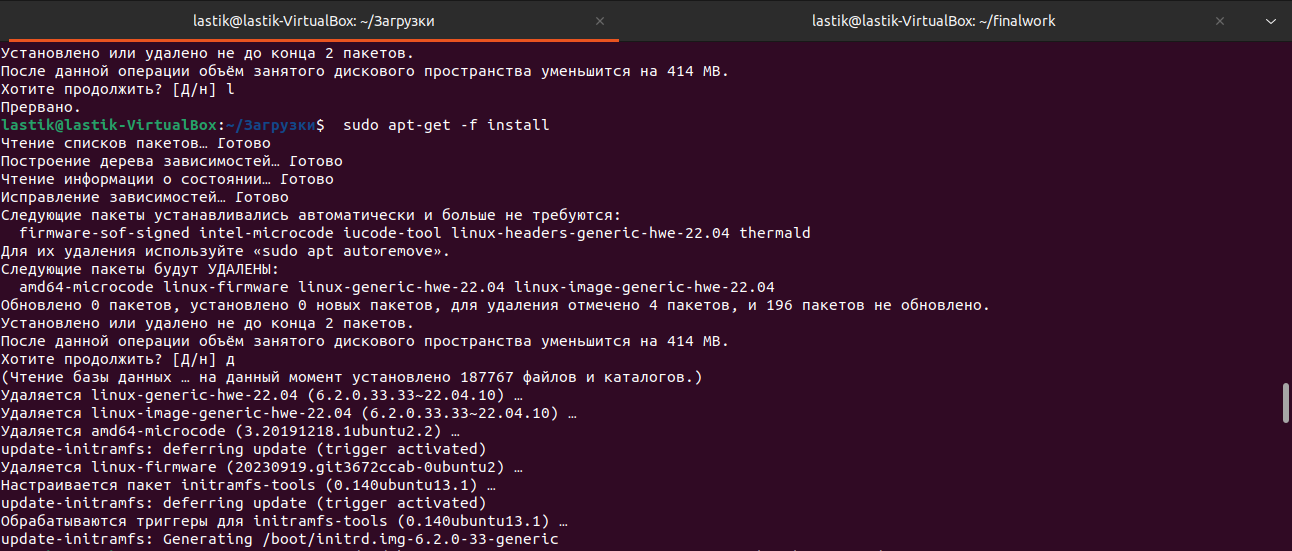 lastik@lastik-VirtualBox: ~/Загрузки
lastik@lastik-VirtualBox: ~/finalwork
Установлено или удалено не до конца 2 пакетов.
После данной операции объём занятого дискового пространства уменьшится на 414 MB.
Хотите продолжить? [Д/н] l
Прервано.
lastik@lastik-VirtualBox:~/Загрузки$  sudo apt-get -f install
Чтение списков пакетов… Готово
Построение дерева зависимостей… Готово
Чтение информации о состоянии… Готово
Исправление зависимостей… Готово
Следующие пакеты устанавливались автоматически и больше не требуются:
  firmware-sof-signed intel-microcode iucode-tool linux-headers-generic-hwe-22.04 thermald
Для их удаления используйте «sudo apt autoremove».
Следующие пакеты будут УДАЛЕНЫ:
  amd64-microcode linux-firmware linux-generic-hwe-22.04 linux-image-generic-hwe-22.04
Обновлено 0 пакетов, установлено 0 новых пакетов, для удаления отмечено 4 пакетов, и 196 пакетов не обновлено.
Установлено или удалено не до конца 2 пакетов.
После данной операции объём занятого дискового пространства уменьшится на 414 MB.
Хотите продолжить? [Д/н] д
(Чтение базы данных … на данный момент установлено 187767 файлов и каталогов.)
Удаляется linux-generic-hwe-22.04 (6.2.0.33.33~22.04.10) …
Удаляется linux-image-generic-hwe-22.04 (6.2.0.33.33~22.04.10) …
Удаляется amd64-microcode (3.20191218.1ubuntu2.2) …
update-initramfs: deferring update (trigger activated)
Удаляется linux-firmware (20230919.git3672ccab-0ubuntu2) …
Настраивается пакет initramfs-tools (0.140ubuntu13.1) …
update-initramfs: deferring update (trigger activated)
Обрабатываются триггеры для initramfs-tools (0.140ubuntu13.1) …
update-initramfs: Generating /boot/initrd.img-6.2.0-33-generic